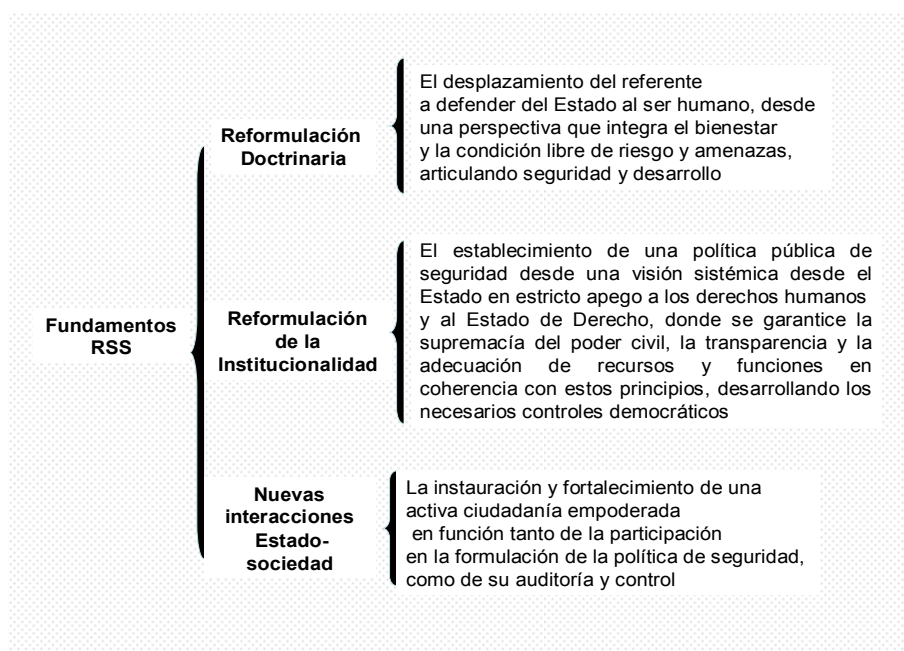 Fundamentos
RSS
Reformulación
Doctrinaria
El desplazamiento del referente
a defender del Estado al ser humano, desde
una perspectiva que integra el bienestar
y la condición libre de riesgo y amenazas,
articulando seguridad y desarrollo
Reformulación
de la
Institucionalidad
El establecimiento de una política pública de
seguridad desde una visión sistémica desde el
Estado en estricto apego a los derechos humanos
y al Estado de Derecho, donde se garantice la
supremacía del poder civil, la transparencia y la
adecuación de recursos y funciones en
coherencia con estos principios, desarrollando los
necesarios controles democráticos
Nuevas
interacciones
Estado-
sociedad
La instauración y fortalecimiento de una
activa ciudadanía empoderada
en función tanto de la participación
en la formulación de la política de seguridad,
como de su auditoría y control